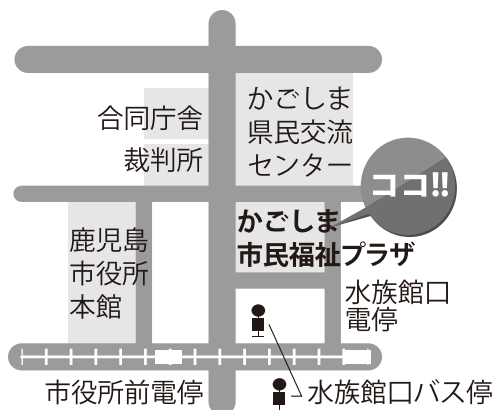 合同庁舎
裁判所
かごしま
県民交流
センター
ココ!!
かごしま
市民福祉プラザ
鹿児島
市役所
本館
水族館口
電停
市役所前電停
水族館口バス停